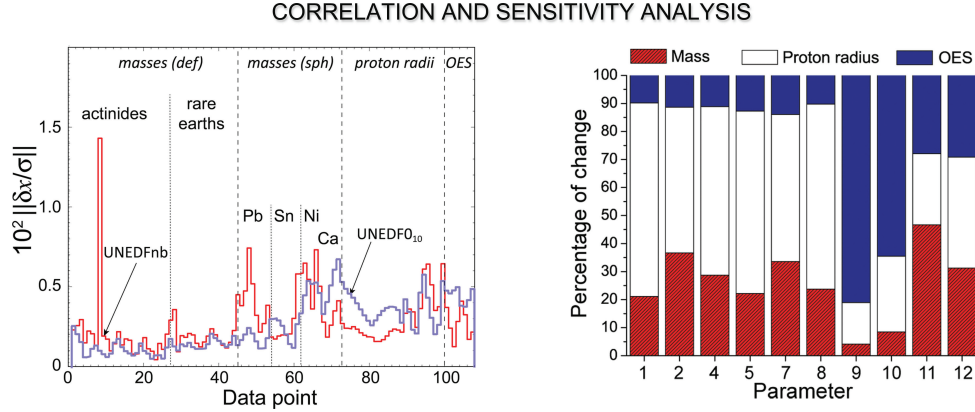 CORRELATION AND SENSITIVITY ANALYSIS
masses (def)
masses (sph)
proton radii
OES
actinides
rare
earths
Pb
Sn
Ni
Ca
UNEDFnb
UNEDF0₁₀
10² ||δx/σ||
1.5
1.0
0.5
0
0
20
40
60
80
100
Data point
Mass
Proton radius
OES
Percentage of change
100
90
80
70
60
50
40
30
20
10
0
1
2
4
5
7
8
9
10
11
12
Parameter